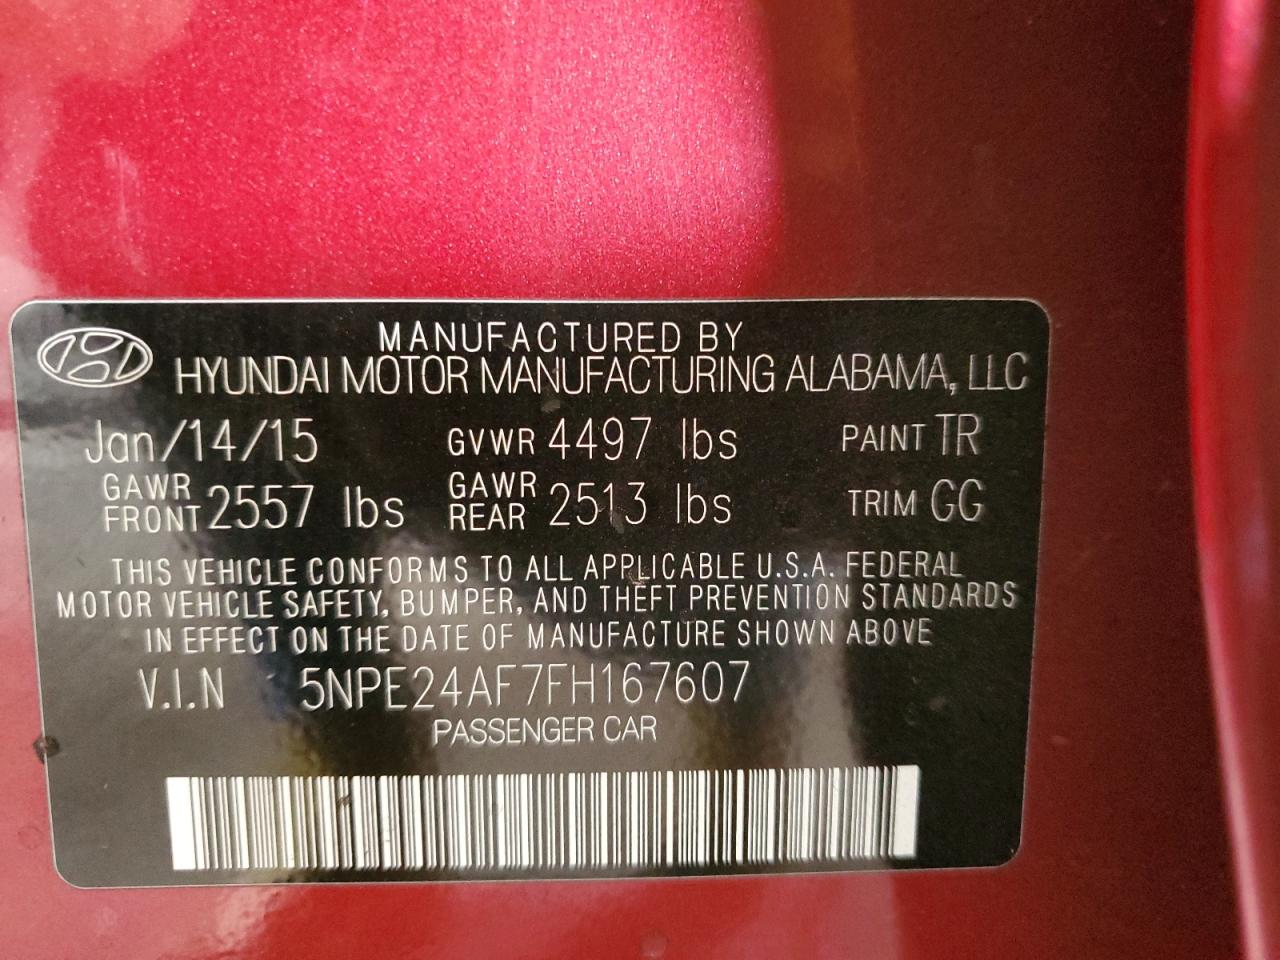 MANUFACTURED BY
HYUNDAI MOTOR MANUFACTURING ALABAMA, LLC
Jan/14/15 GVWR 4497 lbs PAINT TR
GAWR FRONT 2557 lbs GAWR REAR 2513 lbs TRIM GG
THIS VEHICLE CONFORMS TO ALL APPLICABLE U.S.A. FEDERAL
MOTOR VEHICLE SAFETY, BUMPER, AND THEFT PREVENTION STANDARDS
IN EFFECT ON THE DATE OF MANUFACTURE SHOWN ABOVE
V.I.N 5NPE24AF7FH167607
PASSENGER CAR